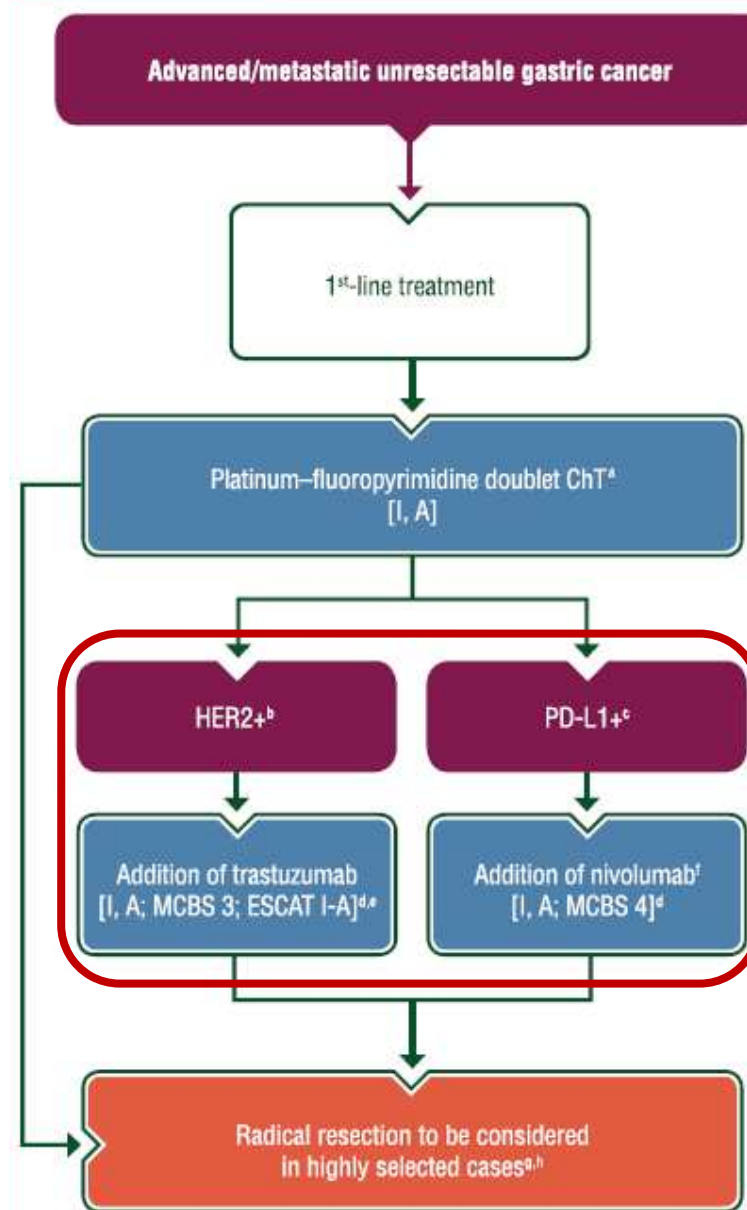 Advanced/metastatic unresectable gastric cancer
1st-line treatment
Platinum–fluoropyrimidine doublet ChTᵃ
[I, A]
HER2+ᵇ
PD-L1+ᶜ
Addition of trastuzumab
[I, A; MCBS 3; ESCAT I-A]ᵈ,ᵉ
Addition of nivolumabᶠ
[I, A; MCBS 4]ᵈ
Radical resection to be considered
in highly selected casesᵍ,ʰ